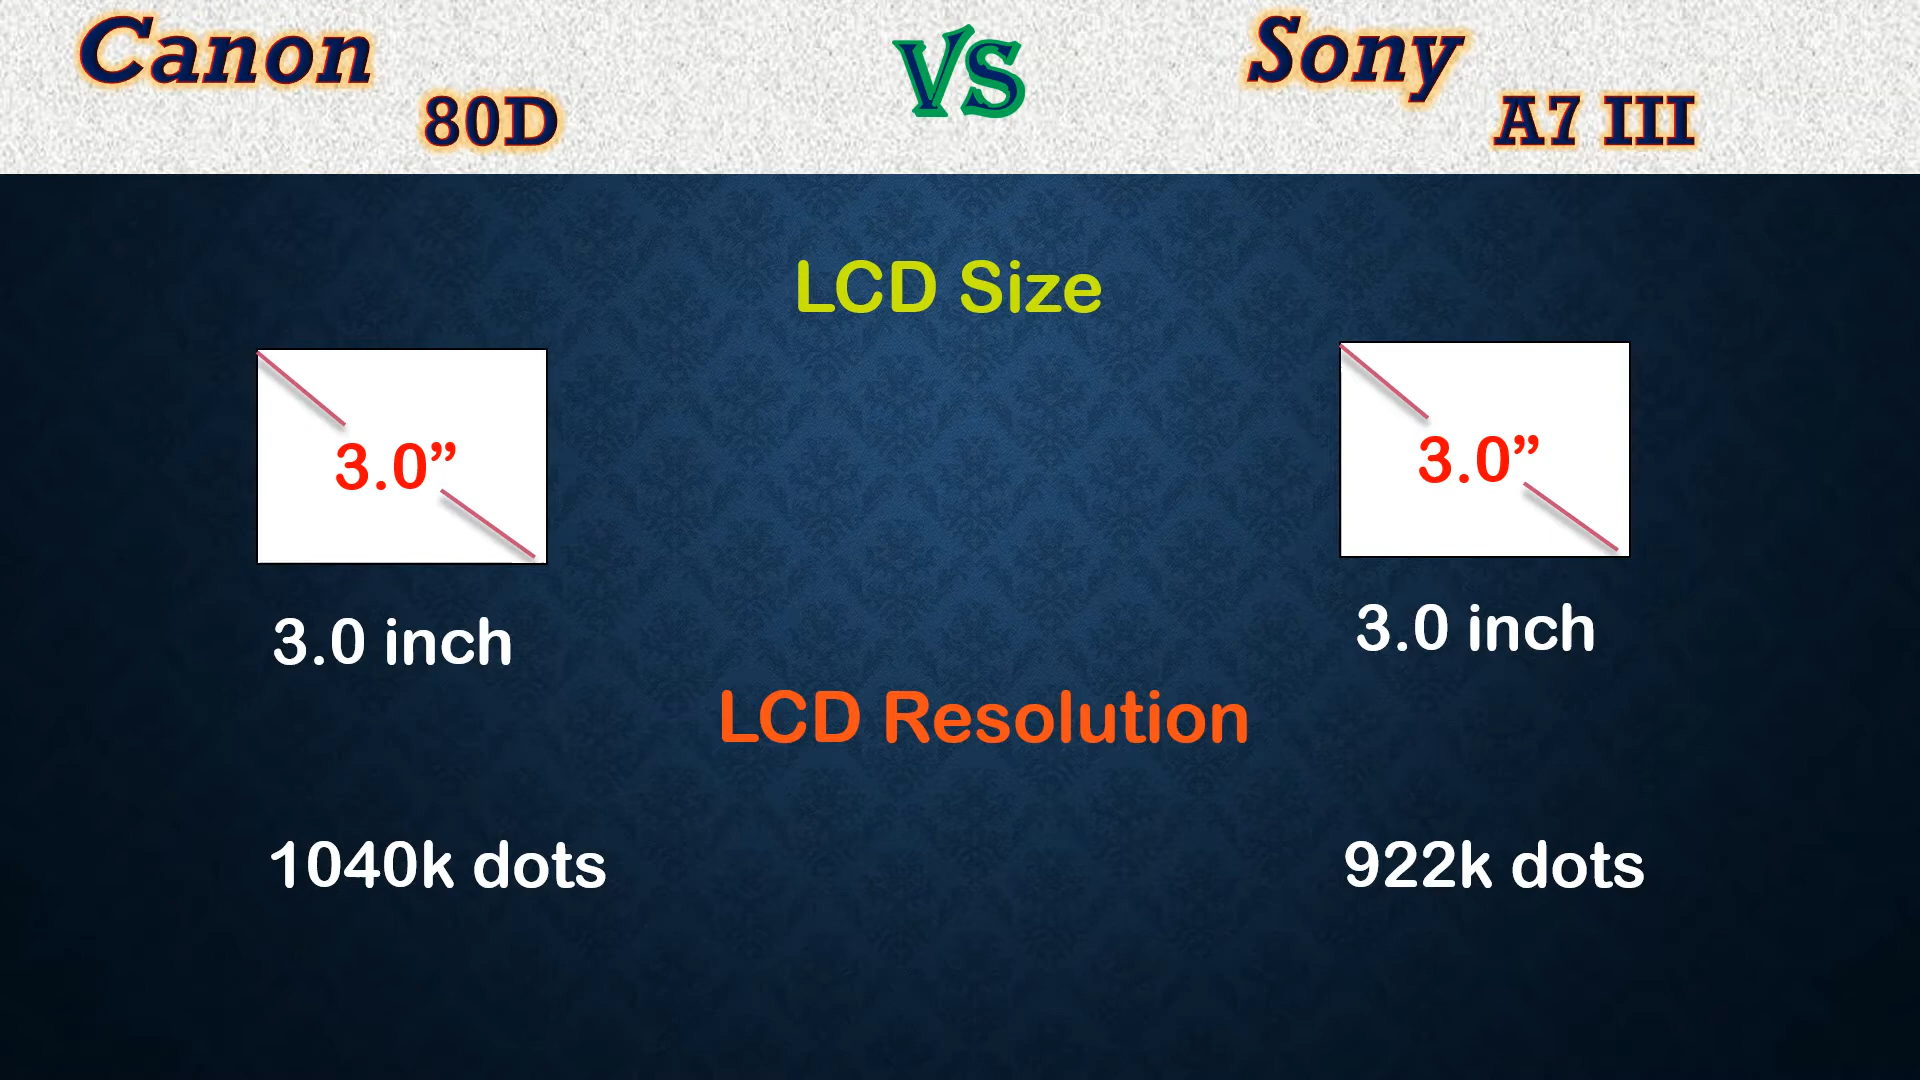 Canon
80D
VS
Sony
A7 III
LCD Size
3.0”
3.0”
3.0 inch
3.0 inch
LCD Resolution
1040k dots
922k dots